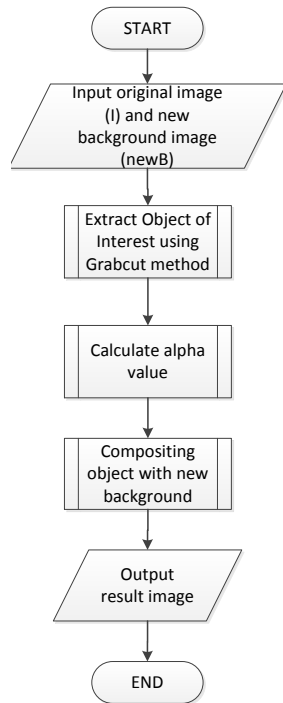 START
Input original image
(I) and new
background image
(newB)
Extract Object of
Interest using
Grabcut method
Calculate alpha
value
Compositing
object with new
background
Output
result image
END